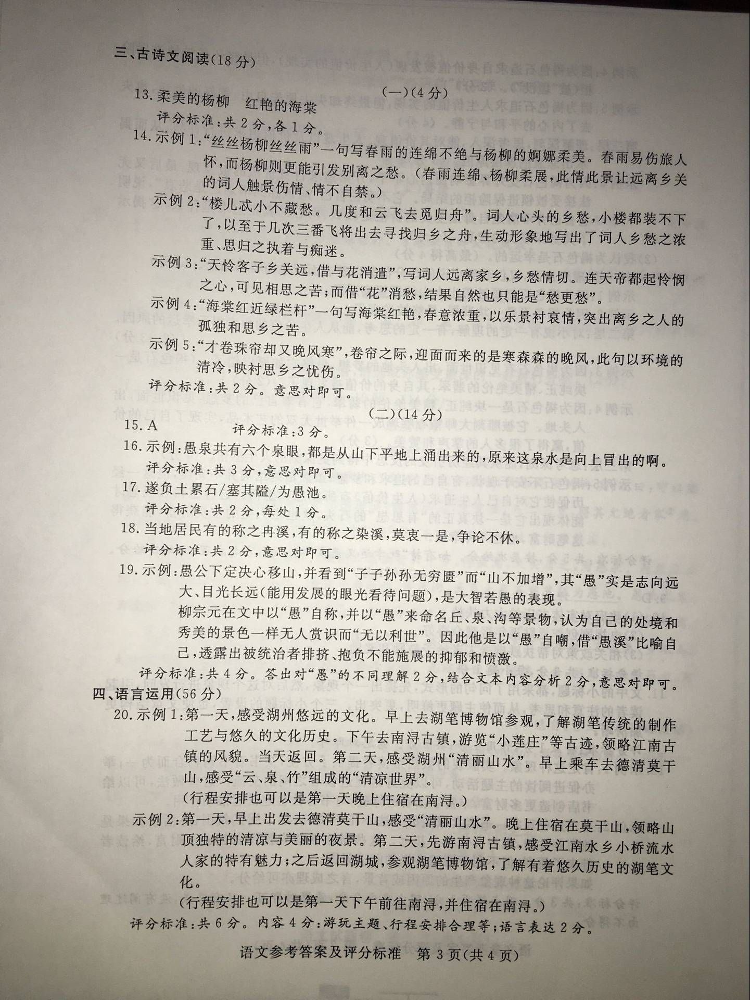 三、古诗文阅读(18 分)
(一)(4 分)
13. 柔美的杨柳　红艳的海棠
评分标准:共 2 分,各 1 分。
14. 示例 1:“丝丝杨柳丝丝雨”一句写春雨的连绵不绝与杨柳的婀娜柔美。春雨易伤旅人
怀,而杨柳则更能引发别离之愁。(春雨连绵、杨柳柔展,此情此景让远离乡关
的词人触景伤情、情不自禁。)
示例 2:“楼儿忒小不藏愁。几度和云飞去觅归舟”。词人心头的乡愁,小楼都装不下
了,以至于几次三番飞将出去寻找归乡之舟,生动形象地写出了词人乡愁之浓
重、思归之执着与痴迷。
示例 3:“天怜客子乡关远,借与花消遣”,写词人远离家乡,乡愁情切。连天帝都起怜悯
之心,可见相思之苦;而借“花”消愁,结果自然也只能是“愁更愁”。
示例 4:“海棠红近绿栏杆”一句写海棠红艳,春意浓重,以乐景衬哀情,突出离乡之人的
孤独和思乡之苦。
示例 5:“才卷珠帘却又晚风寒”,卷帘之际,迎面而来的是寒森森的晚风,此句以环境的
清冷,映衬思乡之忧伤。
评分标准:共 2 分。意思对即可。
(二)(14 分)
15. A　评分标准:3 分。
16. 示例:愚泉共有六个泉眼,都是从山下平地上涌出来的,原来这泉水是向上冒出的啊。
评分标准:共 3 分,意思对即可。
17. 遂负土累石/塞其隘/为愚池。
评分标准:共 2 分,每处 1 分。
18. 当地居民有的称之冉溪,有的称之染溪,莫衷一是,争论不休。
评分标准:共 2 分,意思对即可。
19. 示例:愚公下定决心移山,并看到“子子孙孙无穷匮”而“山不加增”,其“愚”实是志向远
大、目光长远(能用发展的眼光看待问题),是大智若愚的表现。
柳宗元在文中以“愚”自称,并以“愚”来命名丘、泉、沟等景物,认为自己的处境和
秀美的景色一样无人赏识而“无以利世”。因此他是以“愚”自嘲,借“愚溪”比喻自
己,透露出被统治者排挤、抱负不能施展的抑郁和愤激。
评分标准:共 4 分。答出对“愚”的不同理解 2 分,结合文本内容分析 2 分,意思对即可。
四、语言运用(56 分)
20. 示例 1:第一天,感受湖州悠远的文化。早上去湖笔博物馆参观,了解湖笔传统的制作
工艺与悠久的文化历史。下午去南浔古镇,游览“小莲庄”等古迹,领略江南古
镇的风貌。当天返回。第二天,感受湖州“清丽山水”。早上乘车去德清莫干
山,感受“云、泉、竹”组成的“清凉世界”。
(行程安排也可以是第一天晚上住宿在南浔。)
示例 2:第一天,早上出发去德清莫干山,感受“清丽山水”。晚上住宿在莫干山,领略山
顶独特的清凉与美丽的夜景。第二天,先游南浔古镇,感受江南水乡小桥流水
人家的特有魅力;之后返回湖城,参观湖笔博物馆,了解有着悠久历史的湖笔文
化。
(行程安排也可以是第一天下午前往南浔,并住宿在南浔。)
评分标准:共 6 分。内容 4 分:游玩主题、行程安排合理等;语言表达 2 分。
语文参考答案及评分标准　第 3 页(共 4 页)